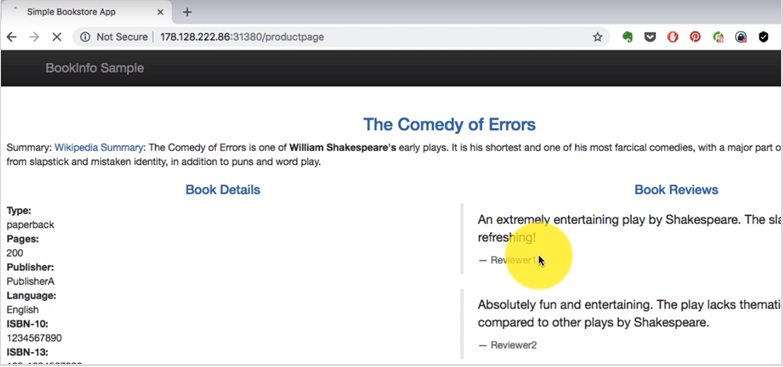 Simple Bookstore App
Not Secure | 178.128.222.86:31380/productpage
BookInfo Sample
The Comedy of Errors
Summary: Wikipedia Summary: The Comedy of Errors is one of William Shakespeare's early plays. It is his shortest and one of his most farcical comedies, with a major part o
from slapstick and mistaken identity, in addition to puns and word play.
Book Details
Type:
paperback
Pages:
200
Publisher:
PublisherA
Language:
English
ISBN-10:
1234567890
ISBN-13:
Book Reviews
An extremely entertaining play by Shakespeare. The sla
refreshing!
— Reviewer1
Absolutely fun and entertaining. The play lacks themati
compared to other plays by Shakespeare.
— Reviewer2